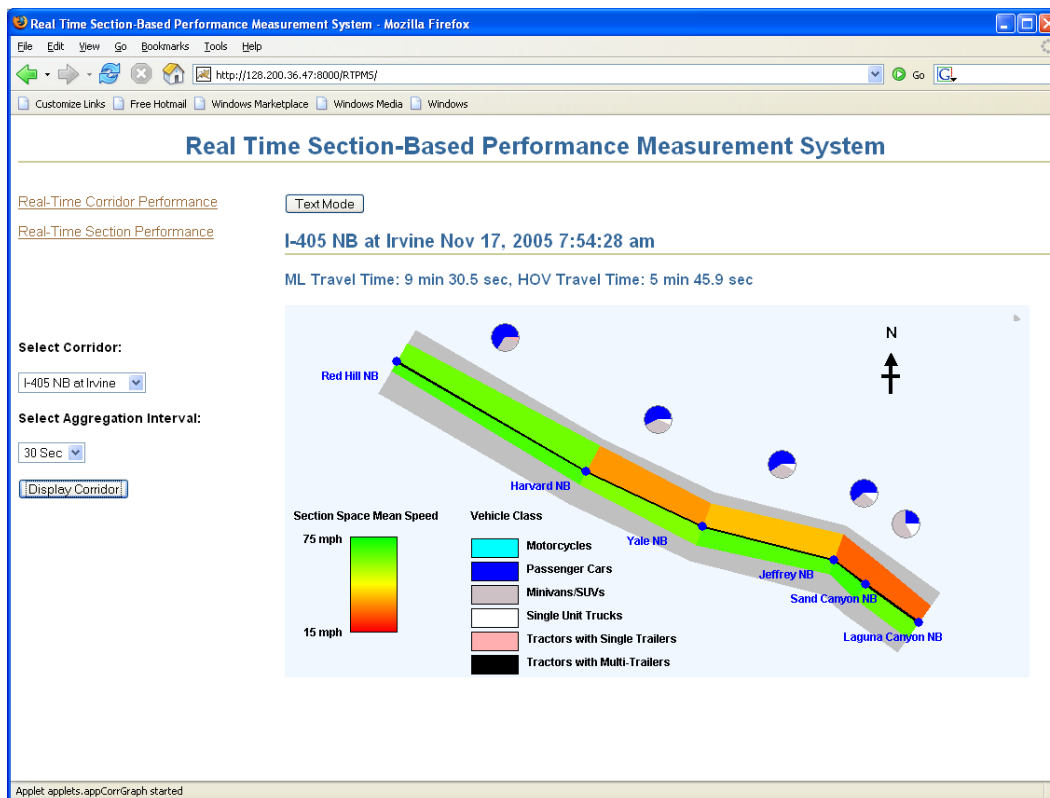 Real Time Section-Based Performance Measurement System - Mozilla Firefox
File Edit View Go Bookmarks Tools Help
http://128.200.36.47:8000/RTPMS/
Go
G
Customize Links Free Hotmail Windows Marketplace Windows Media Windows
Real Time Section-Based Performance Measurement System
Real-Time Corridor Performance
Real-Time Section Performance
Select Corridor:
I-405 NB at Irvine
Select Aggregation Interval:
30 Sec
Display Corridor
Text Mode
I-405 NB at Irvine Nov 17, 2005 7:54:28 am
ML Travel Time: 9 min 30.5 sec, HOV Travel Time: 5 min 45.9 sec
N
Red Hill NB
Harvard NB
Yale NB
Jeffrey NB
Sand Canyon NB
Laguna Canyon NB
Section Space Mean Speed
75 mph
15 mph
Vehicle Class
Motorcycles
Passenger Cars
Minivans/SUVs
Single Unit Trucks
Tractors with Single Trailers
Tractors with Multi-Trailers
Applet applets.appCorrGraph started